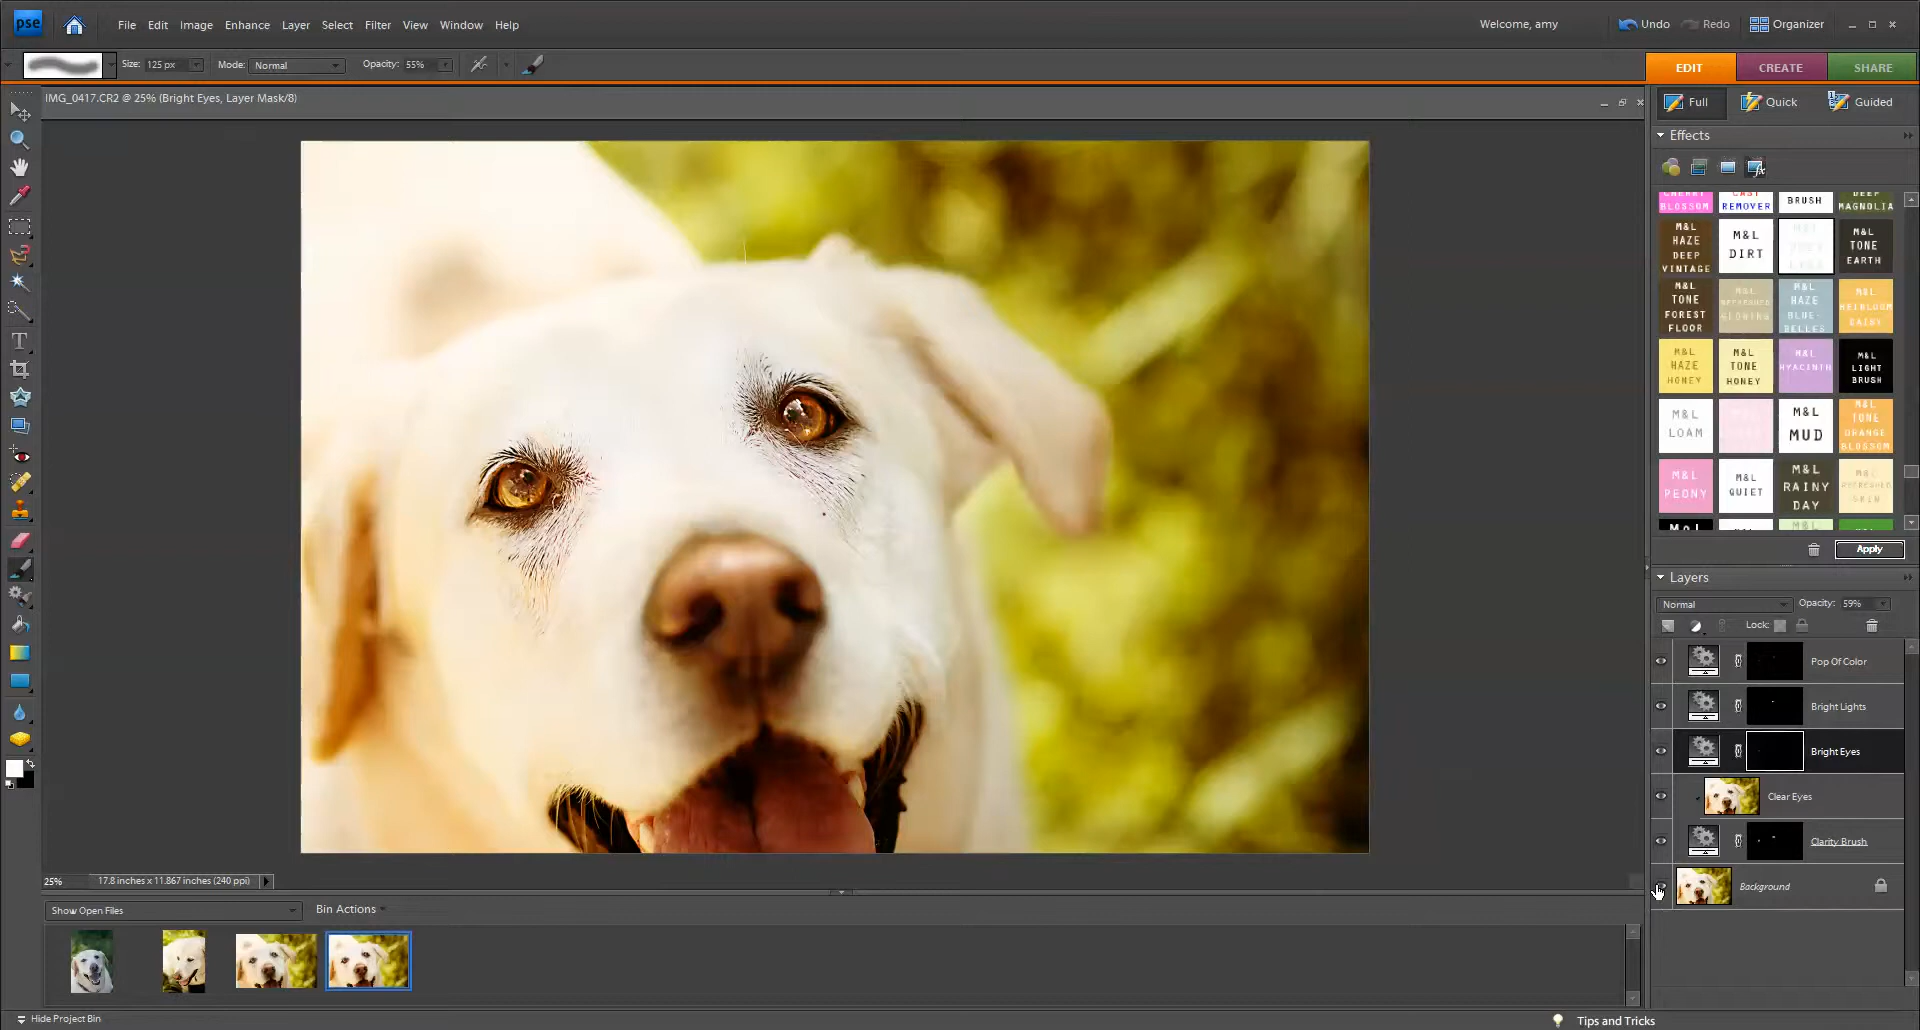 pse
File Edit Image Enhance Layer Select Filter View Window Help
Welcome, amy
Undo Redo Organizer
Size: 125 px Mode: Normal Opacity: 55%
EDIT CREATE SHARE
IMG_0417.CR2 @ 25% (Bright Eyes, Layer Mask/8)
Full Quick Guided
Effects
BLOSSOM
REMOVER
BRUSH
MAGNOLIA
M&L HAZE DEEP VINTAGE
M&L DIRT
M&L TONE EARTH
M&L TONE FOREST FLOOR
M&L HAZE BLUE-BELLES
M&L HEIRLOOM DAISY
M&L HAZE HONEY
M&L TONE HONEY
M&L HYACINTH
M&L LIGHT BRUSH
M&L LOAM
M&L MUD
M&L TONE ORANGE BLOSSOM
M&L PEONY
M&L QUIET
M&L RAINY DAY
M&L REFRESHED SKIN
Apply
Layers
Normal Opacity: 59%
Lock:
Pop Of Color
Bright Lights
Bright Eyes
Clear Eyes
Clarity Brush
Background
25% 17.8 inches x 11.867 inches (240 ppi)
Show Open Files Bin Actions
Hide Project Bin
Tips and Tricks